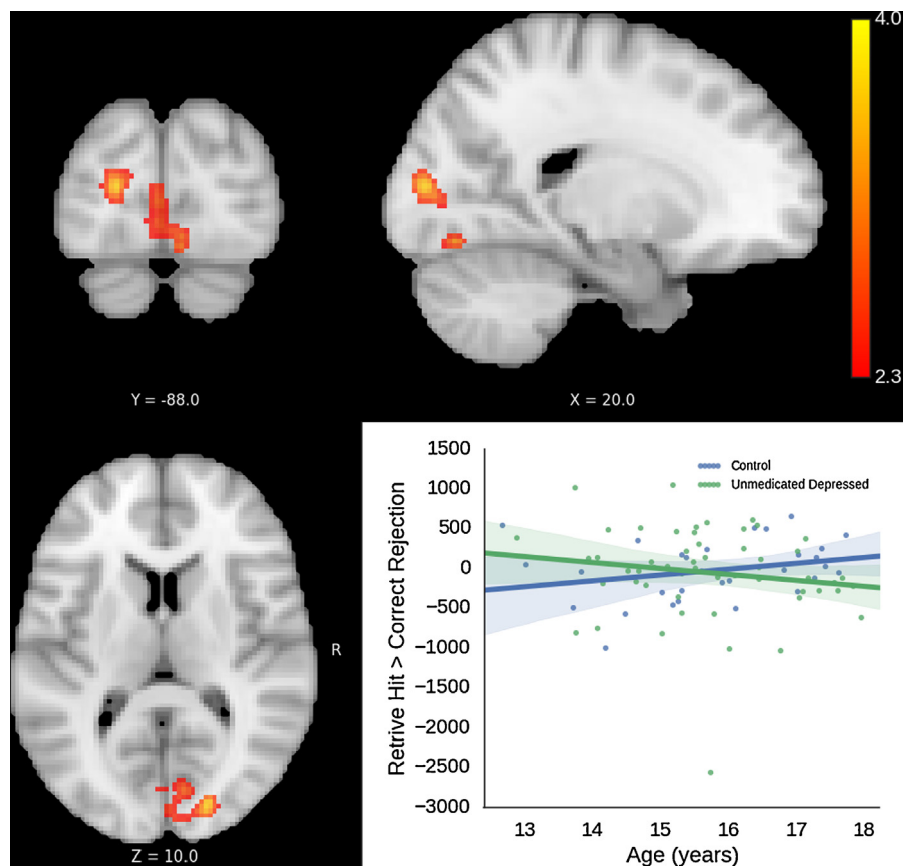 4.0
2.3
Y = -88.0
X = 20.0
R
Z = 10.0
Control
Unmedicated Depressed
Retrive Hit > Correct Rejection
1500
1000
500
0
−500
−1000
−1500
−2000
−2500
−3000
13 14 15 16 17 18
Age (years)